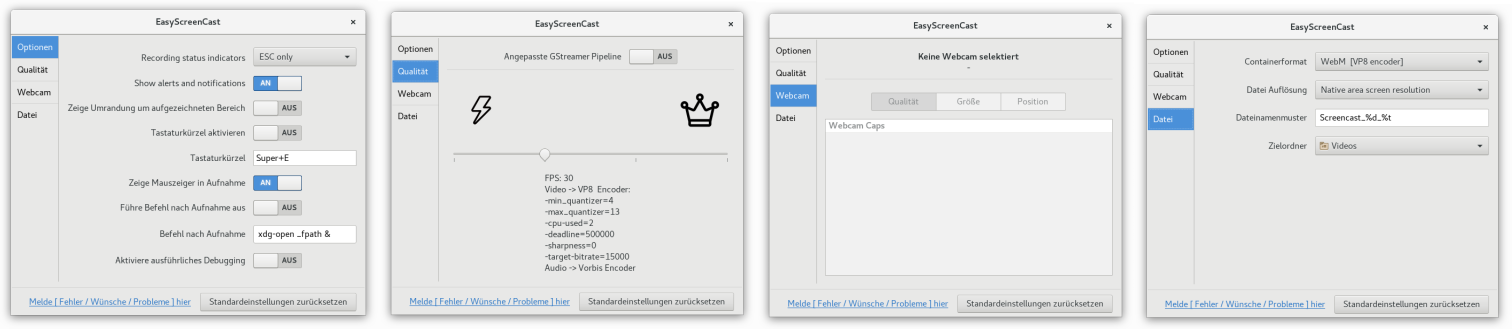 EasyScreenCast ×
Optionen
Qualität
Webcam
Datei
Recording status indicators ESC only
Show alerts and notifications AN
Zeige Umrandung um aufgezeichneten Bereich AUS
Tastaturkürzel aktivieren AUS
Tastaturkürzel Super+E
Zeige Mauszeiger in Aufnahme AN
Führe Befehl nach Aufnahme aus AUS
Befehl nach Aufnahme xdg-open _fpath &
Aktiviere ausführliches Debugging AUS
Melde [ Fehler / Wünsche / Probleme ] hier Standardeinstellungen zurücksetzen
EasyScreenCast ×
Optionen
Qualität
Webcam
Datei
Angepasste GStreamer Pipeline AUS
FPS: 30
Video -> VP8 Encoder:
-min_quantizer=4
-max_quantizer=13
-cpu-used=2
-deadline=500000
-sharpness=0
-target-bitrate=15000
Audio -> Vorbis Encoder
Melde [ Fehler / Wünsche / Probleme ] hier Standardeinstellungen zurücksetzen
EasyScreenCast ×
Optionen
Qualität
Webcam
Datei
Keine Webcam selektiert
-
Qualität Größe Position
Webcam Caps
Melde [ Fehler / Wünsche / Probleme ] hier Standardeinstellungen zurücksetzen
EasyScreenCast ×
Optionen
Qualität
Webcam
Datei
Containerformat WebM [VP8 encoder]
Datei Auflösung Native area screen resolution
Dateinamenmuster Screencast_%d_%t
Zielordner Videos
Melde [ Fehler / Wünsche / Probleme ] hier Standardeinstellungen zurücksetzen